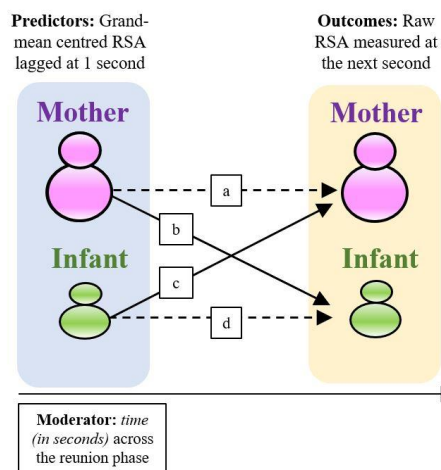 Predictors: Grand-
mean centred RSA
lagged at 1 second
Outcomes: Raw
RSA measured at
the next second
Mother
Mother
a
b
Infant
Infant
c
d
Moderator: time
(in seconds) across
the reunion phase